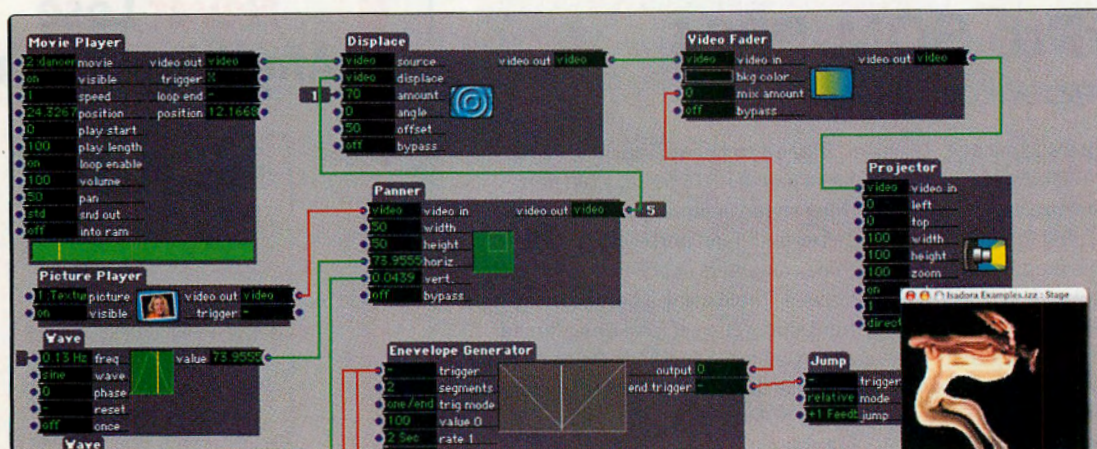 Movie Player
2:dancer movie video out video
on visible trigger X
1 speed loop end -
24.3267 position position 12.1668
0 play start
100 play length
on loop enable
100 volume
50 pan
std snd out
off into ram
Displace
video source video out video
video displace
1
70 amount
0 angle
50 offset
off bypass
Video Fader
video video in video out video
bkg color
0 mix amount
off bypass
Projector
video video in
0 left
0 top
100 width
100 height
100 zoom
on
1
direct
Panner
video video in video out video 5
50 width
50 height
73.9555 horiz.
0.0439 vert.
off bypass
Picture Player
1:Textur picture video out video
on visible trigger -
Wave
0.13 Hz freq value 73.9555
sine wave
0 phase
- reset
off once
Wave
Enevelope Generator
- trigger output 0
2 segments end trigger -
one/end trig mode
100 value 0
2 Sec rate 1
Jump
- trigger
relative mode
+1 Feedb jump
Isadora Examples.izz : Stage